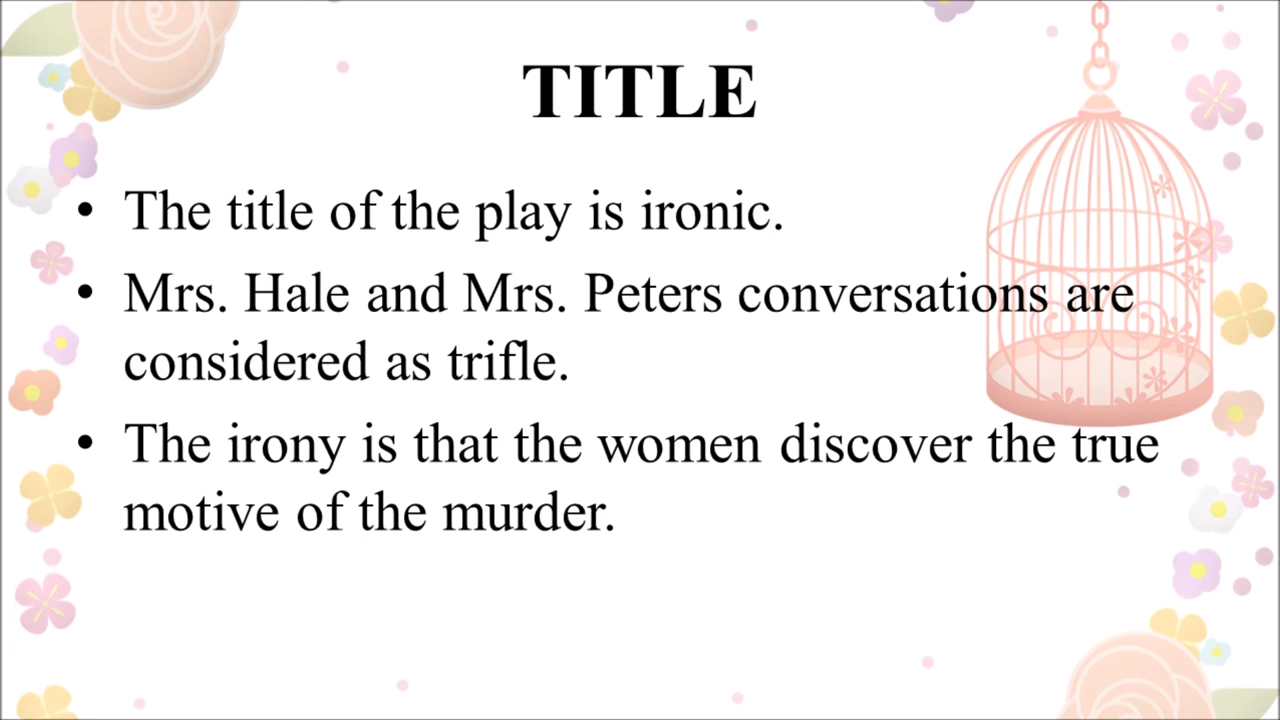 TITLE
• The title of the play is ironic.
• Mrs. Hale and Mrs. Peters conversations are
considered as trifle.
• The irony is that the women discover the true
motive of the murder.